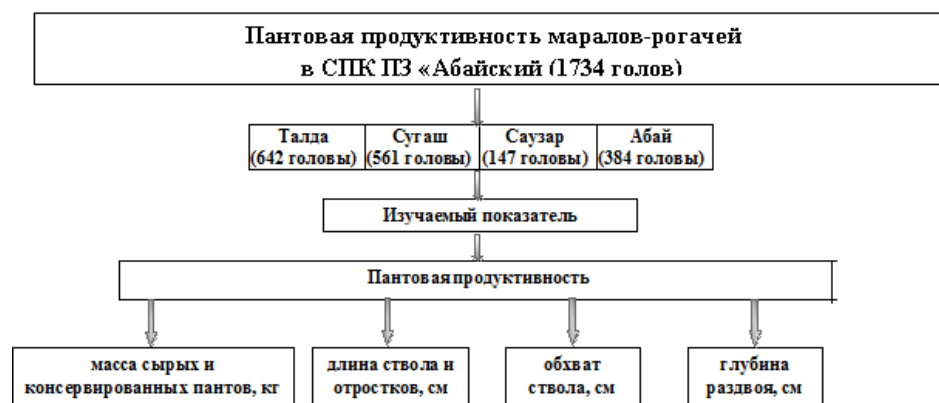 Пантовая продуктивность маралов-рогачей
в СПК ПЗ «Абайский (1734 голов)
Талда
(642 головы)
Сугаш
(561 головы)
Саузар
(147 головы)
Абай
(384 головы)
Изучаемый показатель
Пантовая продуктивность
масса сырых и
консервированных пантов, кг
длина ствола и
отростков, см
обхват
ствола, см
глубина
раздвоя, см